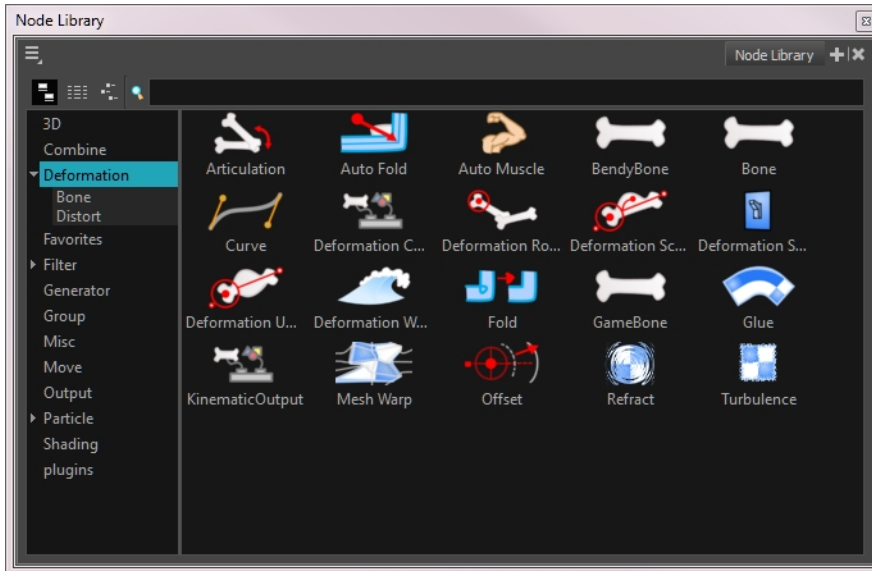 Node Library
Node Library
3D
Combine
Deformation
Bone
Distort
Favorites
Filter
Generator
Group
Misc
Move
Output
Particle
Shading
plugins
Articulation Auto Fold Auto Muscle BendyBone Bone
Curve Deformation C... Deformation Ro... Deformation Sc... Deformation S...
Deformation U... Deformation W... Fold GameBone Glue
KinematicOutput Mesh Warp Offset Refract Turbulence